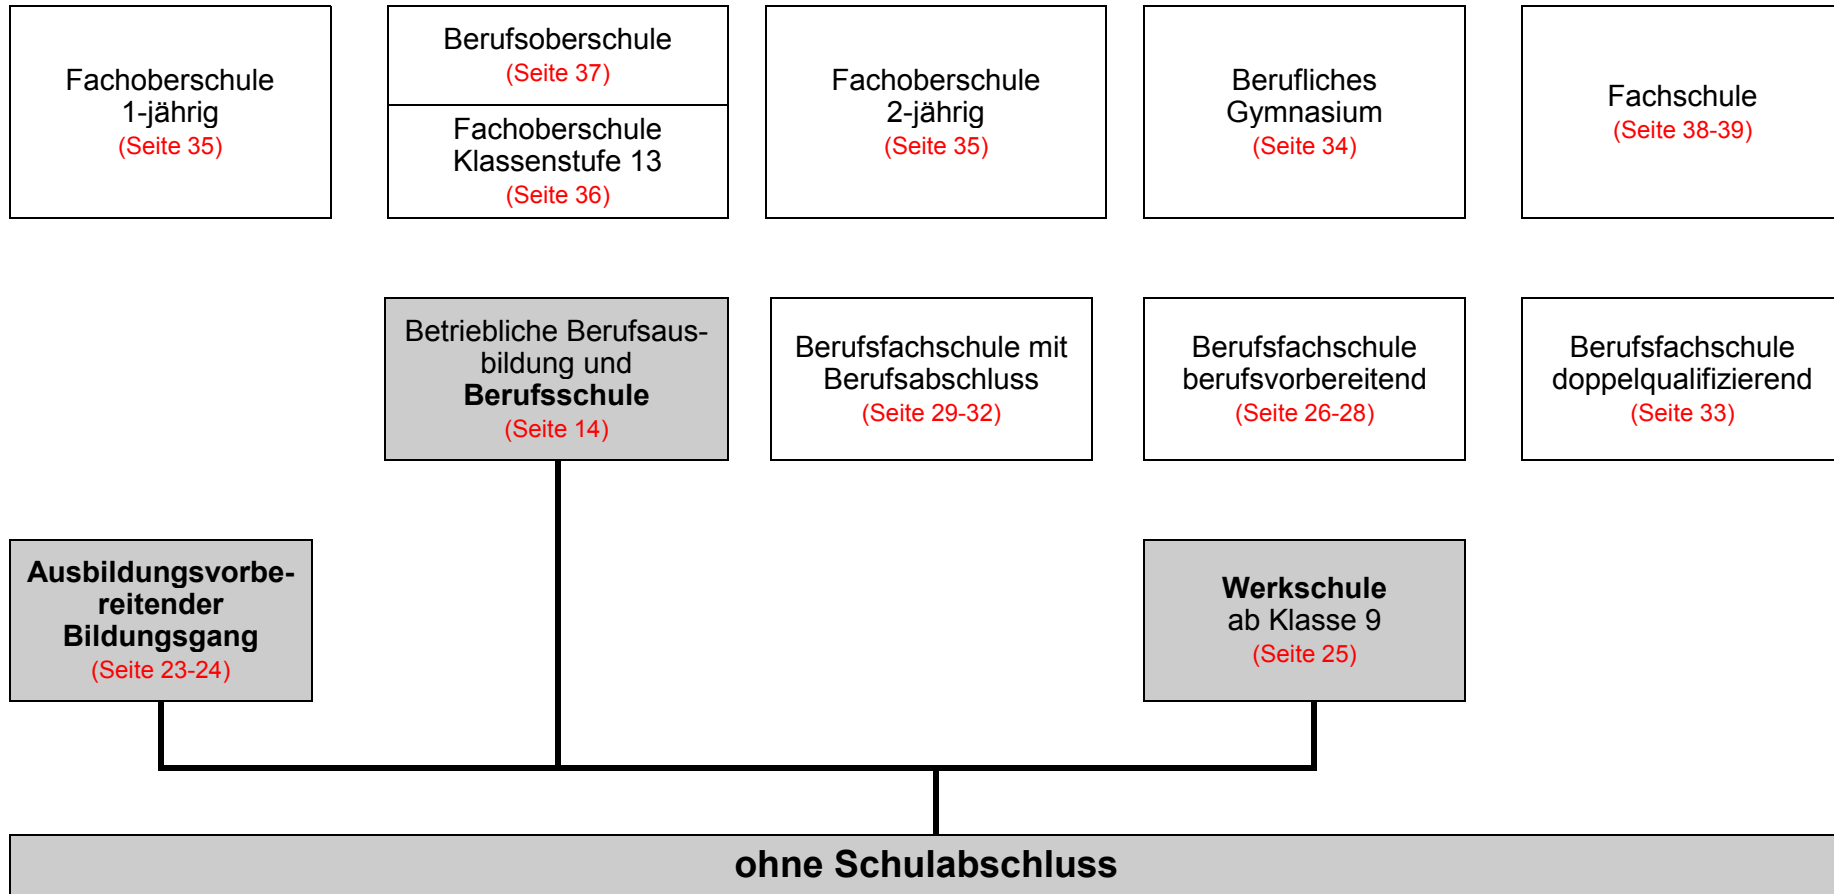 Fachoberschule
1-jährig
(Seite 35)
Berufsoberschule
(Seite 37)
Fachoberschule
Klassenstufe 13
(Seite 36)
Fachoberschule
2-jährig
(Seite 35)
Berufliches
Gymnasium
(Seite 34)
Fachschule
(Seite 38-39)
Betriebliche Berufsaus-
bildung und
Berufsschule
(Seite 14)
Berufsfachschule mit
Berufsabschluss
(Seite 29-32)
Berufsfachschule
berufsvorbereitend
(Seite 26-28)
Berufsfachschule
doppelqualifizierend
(Seite 33)
Ausbildungsvorbe-
reitender
Bildungsgang
(Seite 23-24)
Werkschule
ab Klasse 9
(Seite 25)
ohne Schulabschluss